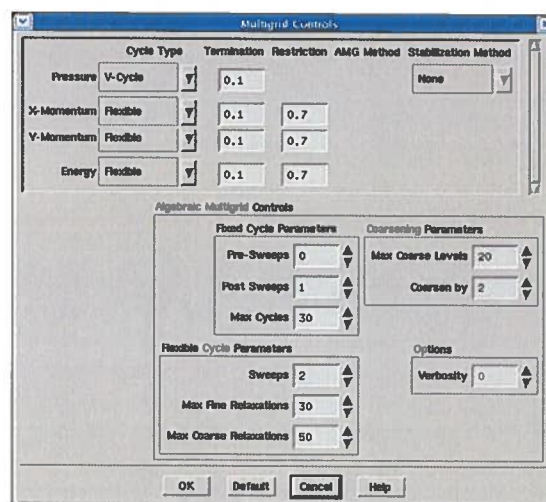 Multigrid Controls
Cycle Type Termination Restriction AMG Method Stabilization Method
Pressure V-Cycle 0.1 None
X-Momentum Flexible 0.1 0.7
Y-Momentum Flexible 0.1 0.7
Energy Flexible 0.1 0.7
Algebraic Multigrid Controls
Fixed Cycle Parameters
Pre-Sweeps 0
Post Sweeps 1
Max Cycles 30
Coarsening Parameters
Max Coarse Levels 20
Coarsen by 2
Flexible Cycle Parameters
Sweeps 2
Max Fine Relaxations 30
Max Coarse Relaxations 50
Options
Verbosity 0
OK Default Cancel Help